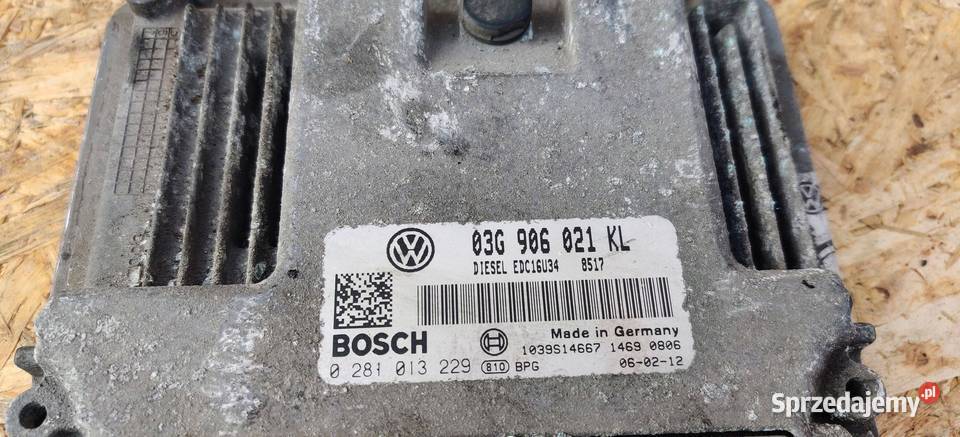 03G 906 021 KL
DIESEL EDC16U34 8517
BOSCH
Made in Germany
1039S14667 1469 0806
0 281 013 229 810 BPG 06-02-12
Sprzedajemy.pl